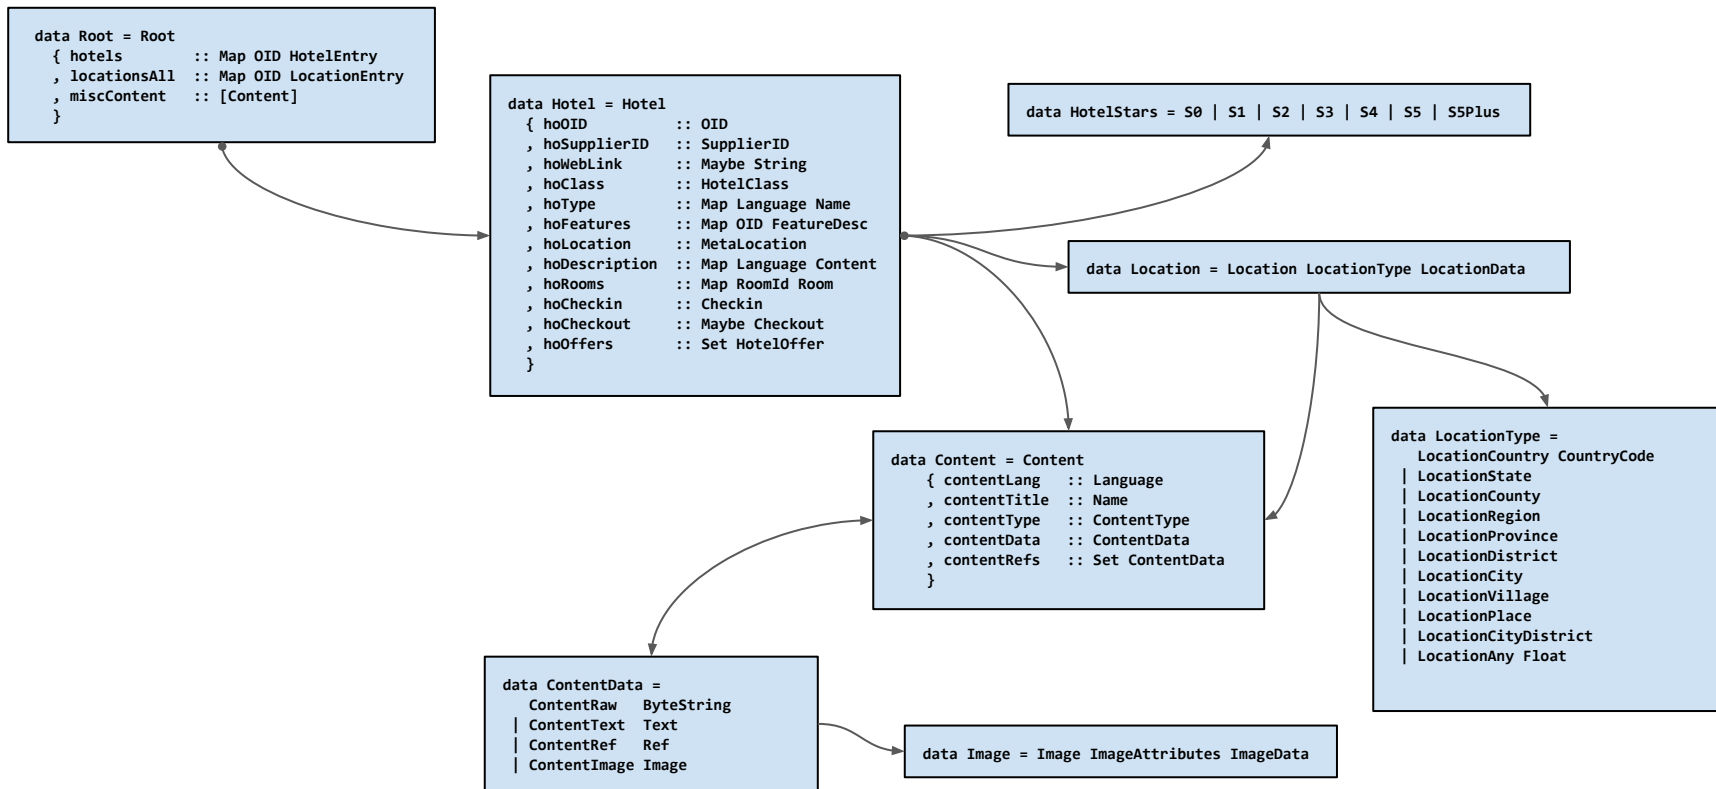 data Root = Root
{ hotels :: Map OID HotelEntry
, locationsAll :: Map OID LocationEntry
, miscContent :: [Content]
}
data Hotel = Hotel
{ hoOID :: OID
, hoSupplierID :: SupplierID
, hoWebLink :: Maybe String
, hoClass :: HotelClass
, hoType :: Map Language Name
, hoFeatures :: Map OID FeatureDesc
, hoLocation :: MetaLocation
, hoDescription :: Map Language Content
, hoRooms :: Map RoomId Room
, hoCheckin :: Checkin
, hoCheckout :: Maybe Checkout
, hoOffers :: Set HotelOffer
}
data HotelStars = S0 | S1 | S2 | S3 | S4 | S5 | S5Plus
data Location = Location LocationType LocationData
data Content = Content
{ contentLang :: Language
, contentTitle :: Name
, contentType :: ContentType
, contentData :: ContentData
, contentRefs :: Set ContentData
}
data LocationType =
LocationCountry CountryCode
| LocationState
| LocationCounty
| LocationRegion
| LocationProvince
| LocationDistrict
| LocationCity
| LocationVillage
| LocationPlace
| LocationCityDistrict
| LocationAny Float
data ContentData =
ContentRaw ByteString
| ContentText Text
| ContentRef Ref
| ContentImage Image
data Image = Image ImageAttributes ImageData